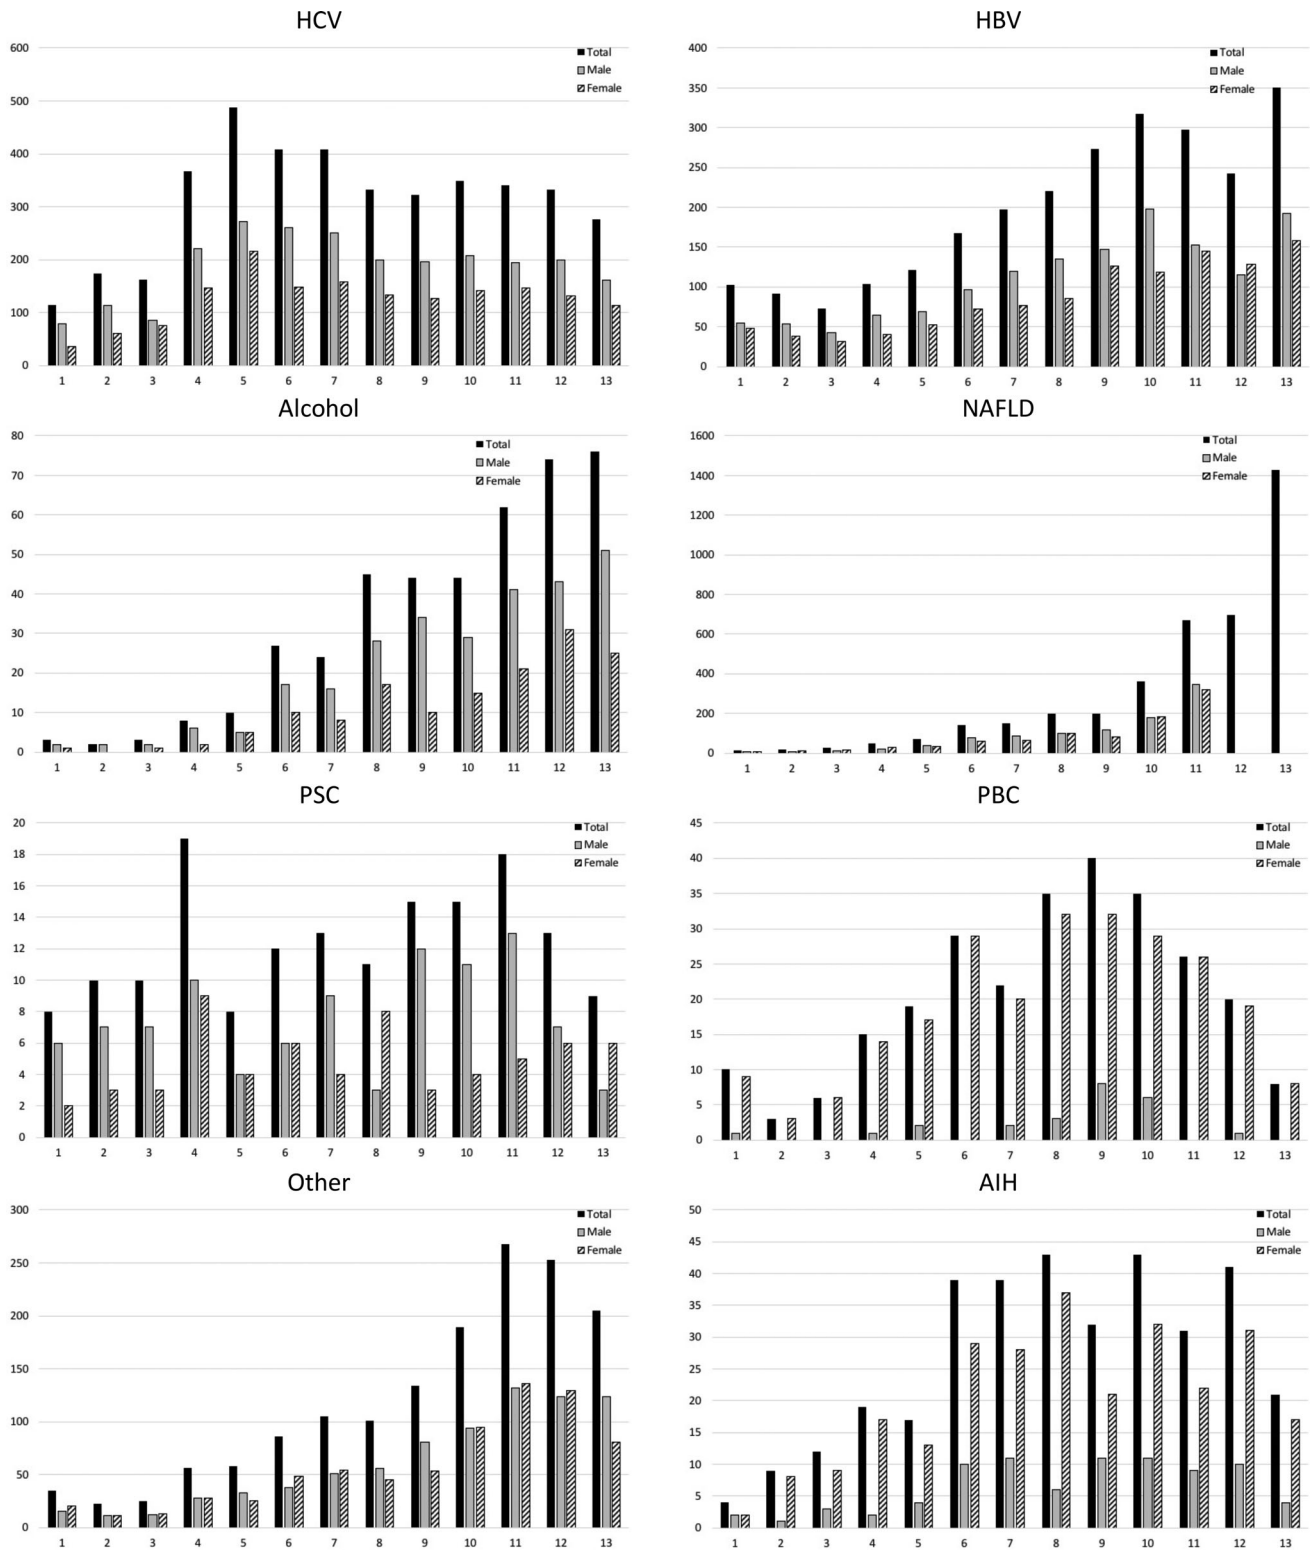 HCV
600
500
400
300
200
100
0
Total
Male
Female
1 2 3 4 5 6 7 8 9 10 11 12 13
HBV
400
350
300
250
200
150
100
50
0
Total
Male
Female
1 2 3 4 5 6 7 8 9 10 11 12 13
Alcohol
80
70
60
50
40
30
20
10
0
Total
Male
Female
1 2 3 4 5 6 7 8 9 10 11 12 13
NAFLD
1600
1400
1200
1000
800
600
400
200
0
Total
Male
Female
1 2 3 4 5 6 7 8 9 10 11 12 13
PSC
20
18
16
14
12
10
8
6
4
2
0
Total
Male
Female
1 2 3 4 5 6 7 8 9 10 11 12 13
PBC
45
40
35
30
25
20
15
10
5
0
Total
Male
Female
1 2 3 4 5 6 7 8 9 10 11 12 13
Other
300
250
200
150
100
50
0
Total
Male
Female
1 2 3 4 5 6 7 8 9 10 11 12 13
AIH
50
45
40
35
30
25
20
15
10
5
0
Total
Male
Female
1 2 3 4 5 6 7 8 9 10 11 12 13